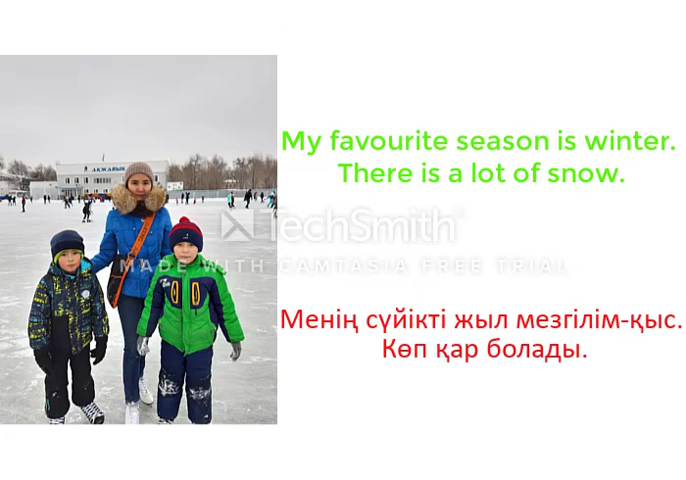 My favourite season is winter.
There is a lot of snow.
АҚЖАЙЫҚ
TechSmith
MADE WITH CAMTASIA FREE TRIAL
Менің сүйікті жыл мезгілім-қыс.
Көп қар болады.